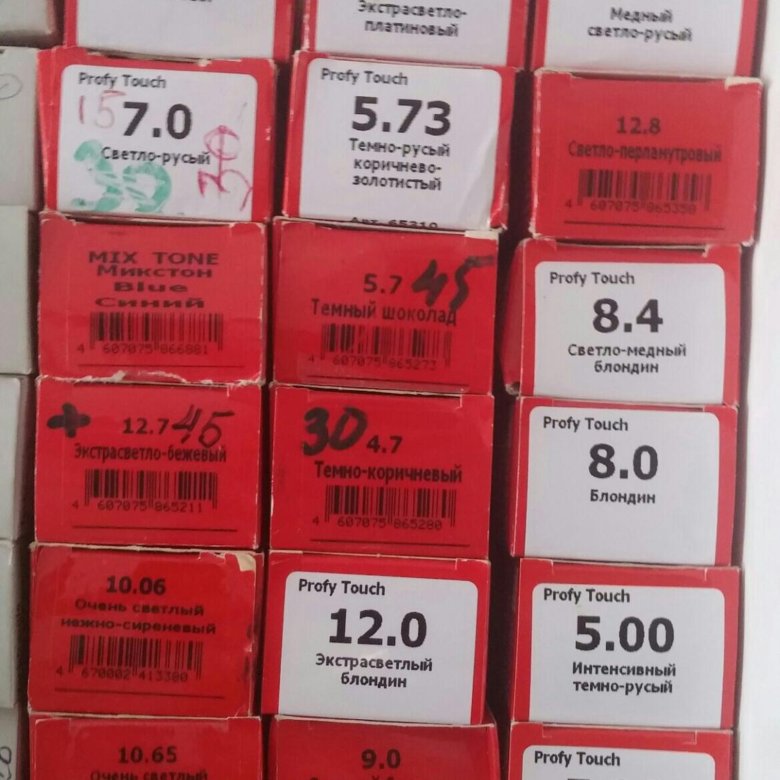 Экстрасветло-
платиновый
Медный
светло-русый
Profy Touch
15
7.0
Светло-русый
Profy Touch
5.73
Темно-русый
коричнево-
золотистый
12.8
Светло-перламутровый
4 607075 865358
MIX TONE
Микстон
Blue
Синий
4 607075 866881
5.7 45
Темный шоколад
4 607075 865273
Profy Touch
8.4
Светло-медный
блондин
+ 12.7 45
Экстрасветло-бежевый
4 607075 865211
30 4.7
Темно-коричневый
4 607075 865280
Profy Touch
8.0
Блондин
10.06
Очень светлый
нежно-сиреневый
4 670002 413380
Profy Touch
12.0
Экстрасветлый
блондин
Profy Touch
5.00
Интенсивный
темно-русый
10.65
Очень светлый
9.0
Profy Touch